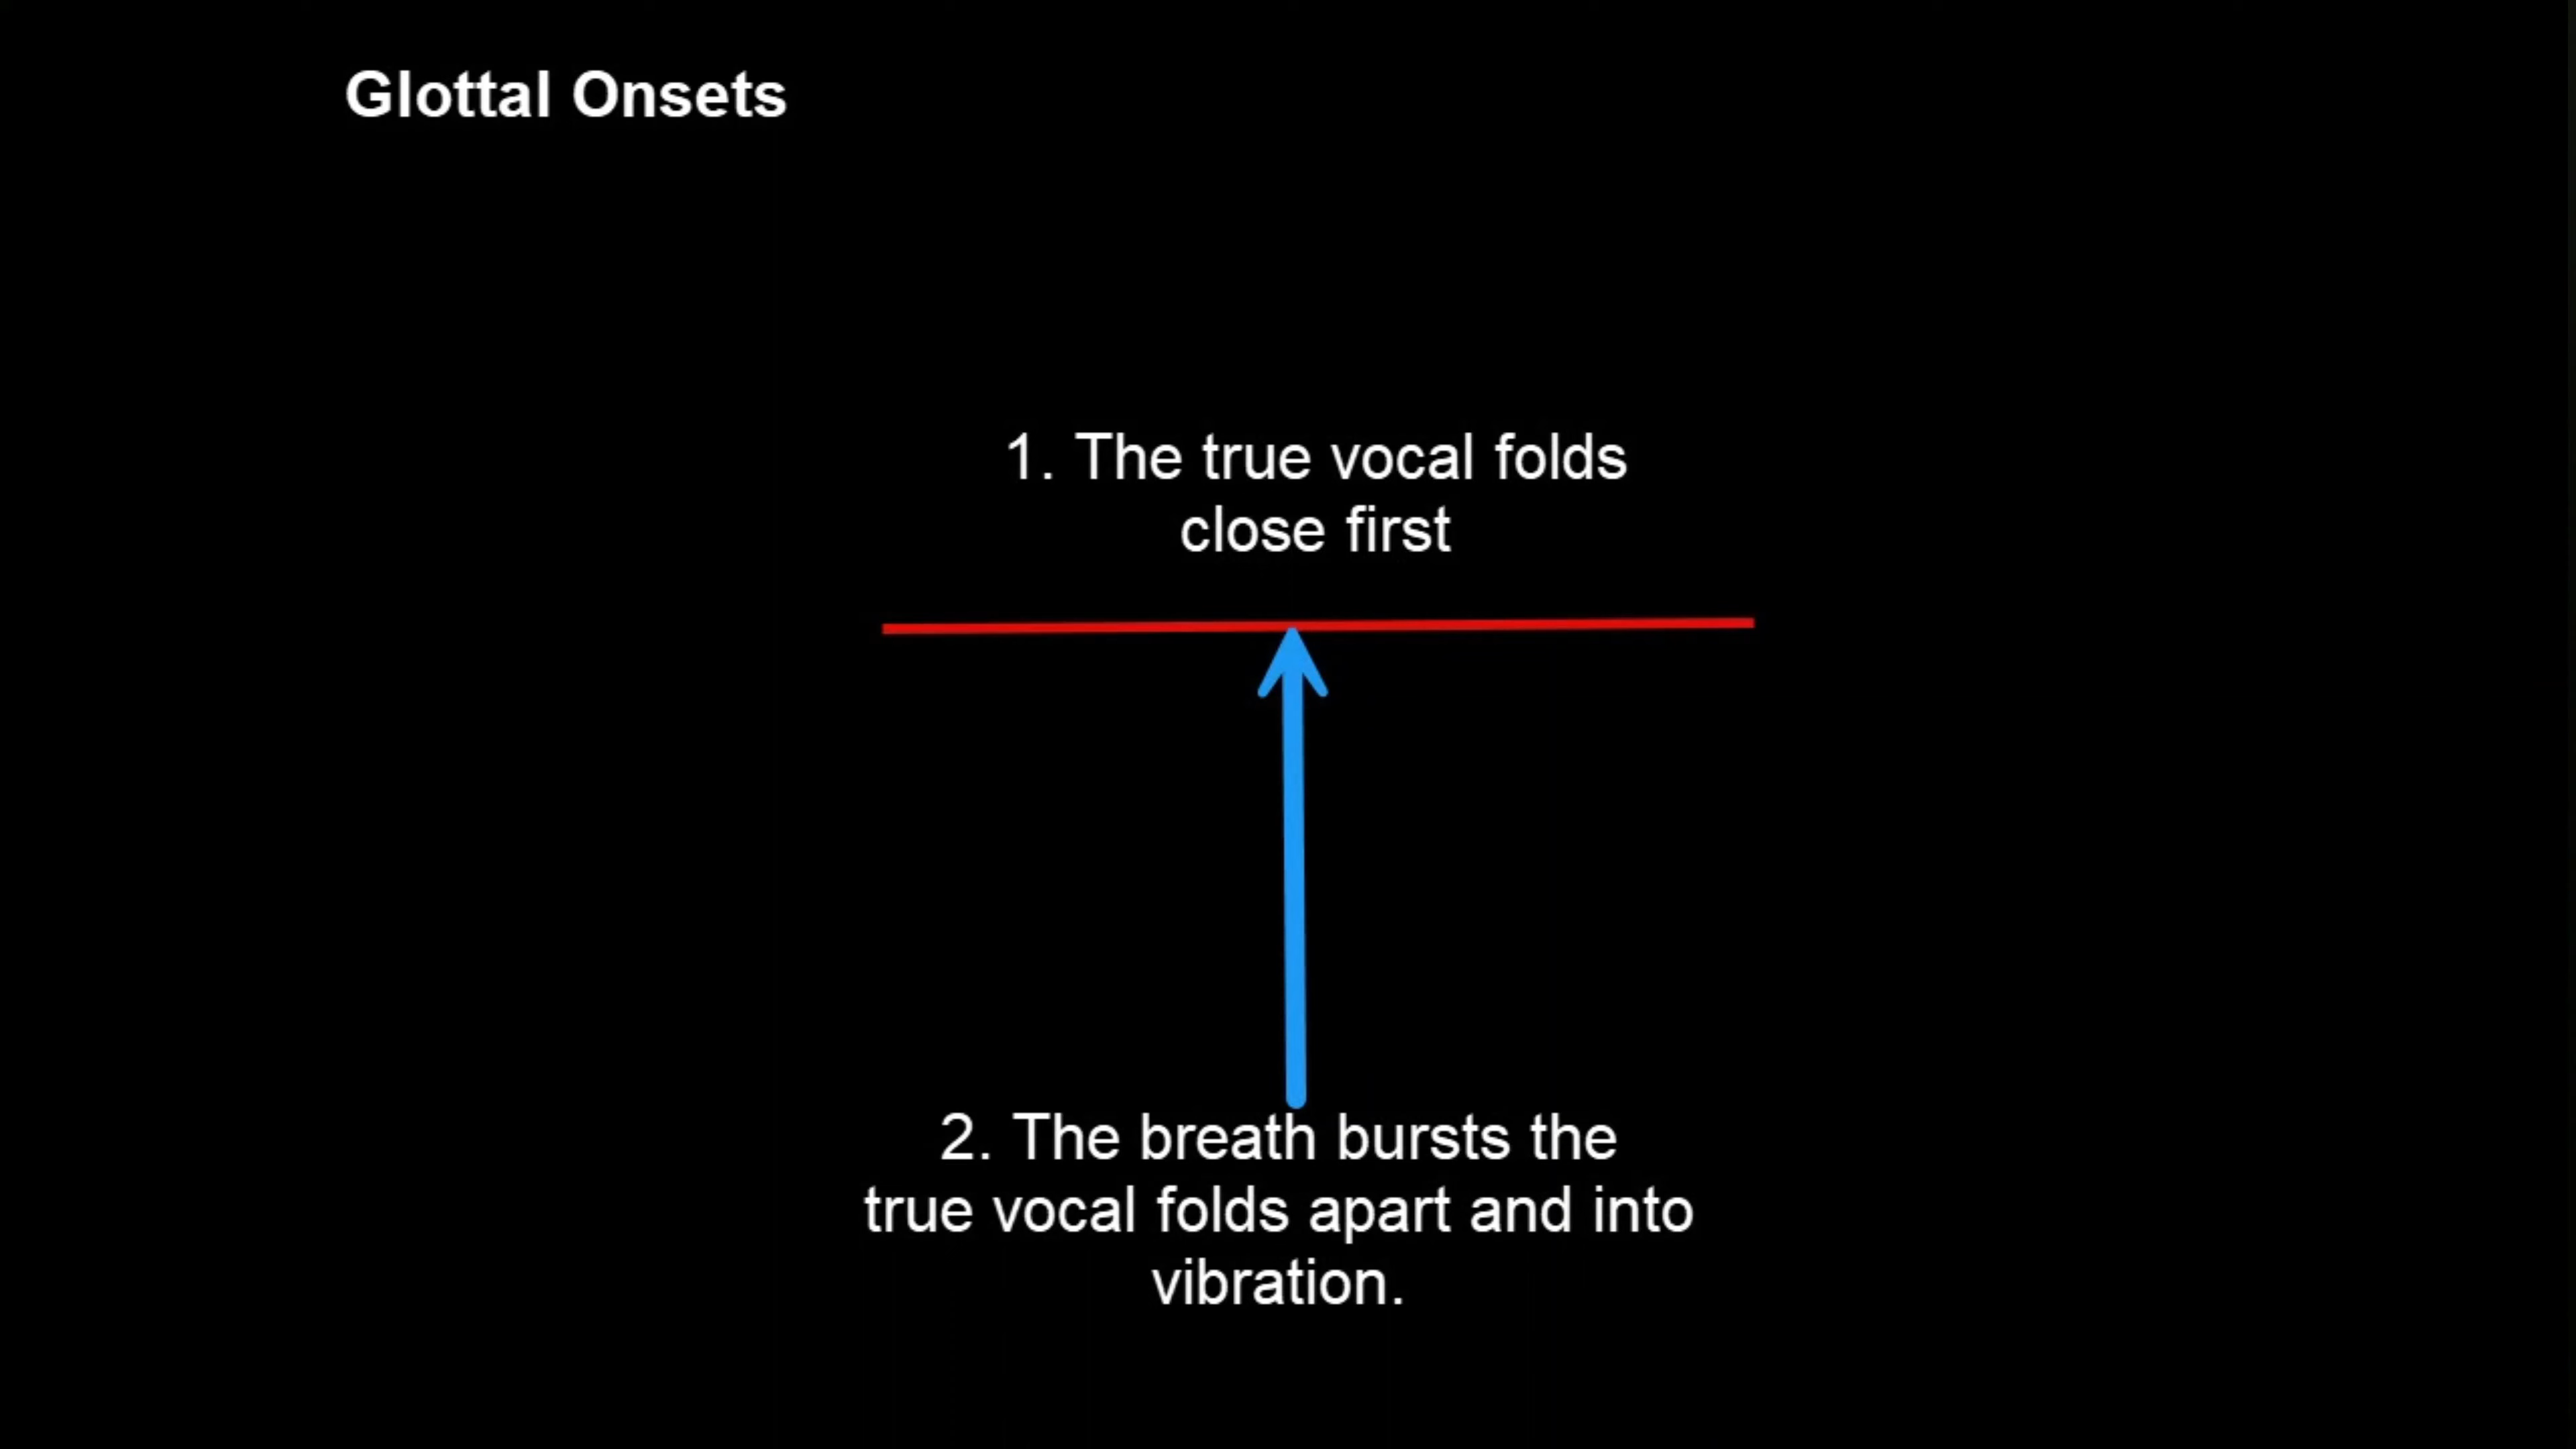 Glottal Onsets
1. The true vocal folds
close first
2. The breath bursts the
true vocal folds apart and into
vibration.